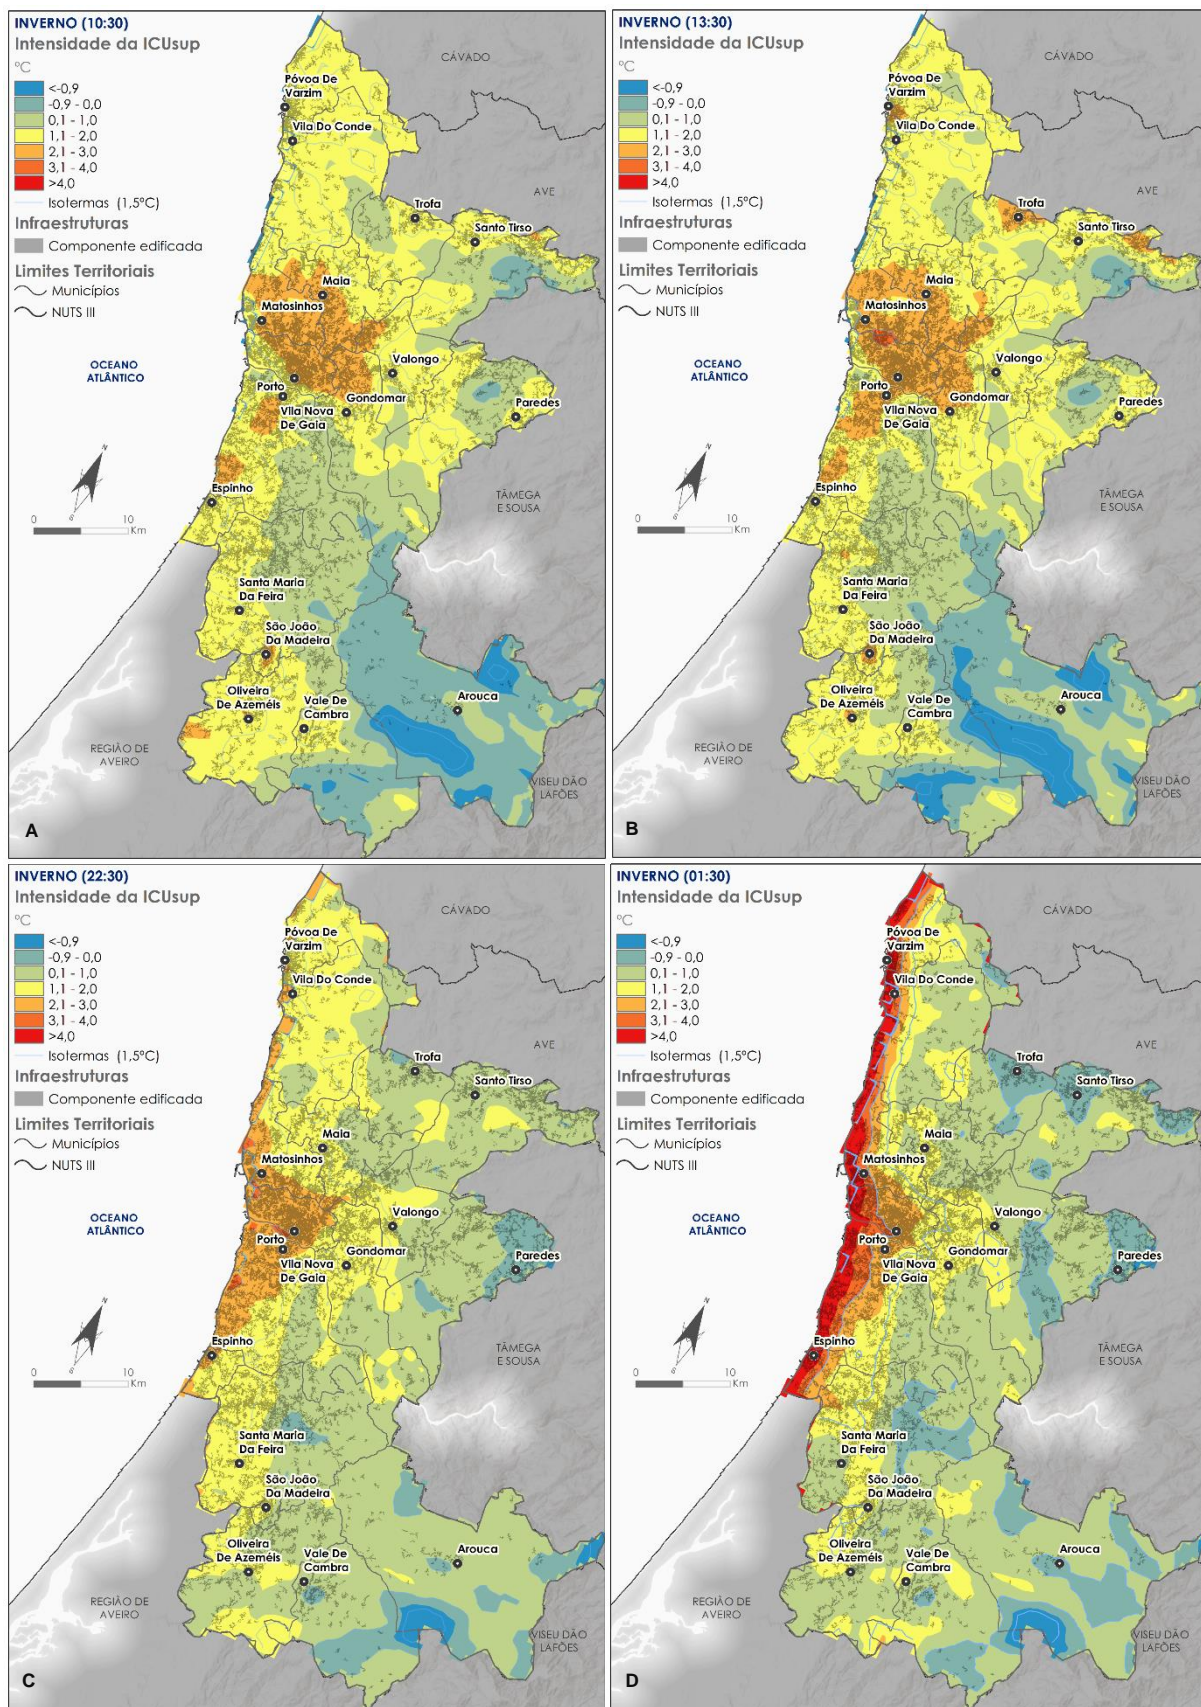 INVERNO (10:30)
Intensidade da ICUsup
ºC
<-0,9
-0,9 - 0,0
0,1 - 1,0
1,1 - 2,0
2,1 - 3,0
3,1 - 4,0
>4,0
Isotermas (1,5ºC)
Infraestruturas
Componente edificada
Limites Territoriais
Municípios
NUTS III
OCEANO
ATLÂNTICO
N
S
0 10
Km
CÁVADO
Póvoa De
Varzim
Vila Do Conde
AVE
Trofa
Santo Tirso
Maia
Matosinhos
Valongo
Porto
Vila Nova
De Gaia
Gondomar
Paredes
Espinho
TÂMEGA
E SOUSA
Santa Maria
Da Feira
São João
Da Madeira
Oliveira
De Azeméis
Vale De
Cambra
Arouca
REGIÃO DE
AVEIRO
VISEU DÃO
LAFÕES
A
INVERNO (13:30)
Intensidade da ICUsup
ºC
<-0,9
-0,9 - 0,0
0,1 - 1,0
1,1 - 2,0
2,1 - 3,0
3,1 - 4,0
>4,0
Isotermas (1,5ºC)
Infraestruturas
Componente edificada
Limites Territoriais
Municípios
NUTS III
OCEANO
ATLÂNTICO
N
S
0 10
Km
CÁVADO
Póvoa De
Varzim
Vila Do Conde
AVE
Trofa
Santo Tirso
Maia
Matosinhos
Valongo
Porto
Vila Nova
De Gaia
Gondomar
Paredes
Espinho
TÂMEGA
E SOUSA
Santa Maria
Da Feira
São João
Da Madeira
Oliveira
De Azeméis
Vale De
Cambra
Arouca
REGIÃO DE
AVEIRO
VISEU DÃO
LAFÕES
B
INVERNO (22:30)
Intensidade da ICUsup
ºC
<-0,9
-0,9 - 0,0
0,1 - 1,0
1,1 - 2,0
2,1 - 3,0
3,1 - 4,0
>4,0
Isotermas (1,5ºC)
Infraestruturas
Componente edificada
Limites Territoriais
Municípios
NUTS III
OCEANO
ATLÂNTICO
N
S
0 10
Km
CÁVADO
Póvoa De
Varzim
Vila Do Conde
AVE
Trofa
Santo Tirso
Maia
Matosinhos
Valongo
Porto
Vila Nova
De Gaia
Gondomar
Paredes
Espinho
TÂMEGA
E SOUSA
Santa Maria
Da Feira
São João
Da Madeira
Oliveira
De Azeméis
Vale De
Cambra
Arouca
REGIÃO DE
AVEIRO
VISEU DÃO
LAFÕES
C
INVERNO (01:30)
Intensidade da ICUsup
ºC
<-0,9
-0,9 - 0,0
0,1 - 1,0
1,1 - 2,0
2,1 - 3,0
3,1 - 4,0
>4,0
Isotermas (1,5ºC)
Infraestruturas
Componente edificada
Limites Territoriais
Municípios
NUTS III
OCEANO
ATLÂNTICO
N
S
0 10
Km
CÁVADO
Póvoa De
Varzim
Vila Do Conde
AVE
Trofa
Santo Tirso
Maia
Matosinhos
Valongo
Porto
Vila Nova
De Gaia
Gondomar
Paredes
Espinho
TÂMEGA
E SOUSA
Santa Maria
Da Feira
São João
Da Madeira
Oliveira
De Azeméis
Vale De
Cambra
Arouca
REGIÃO DE
AVEIRO
VISEU DÃO
LAFÕES
D